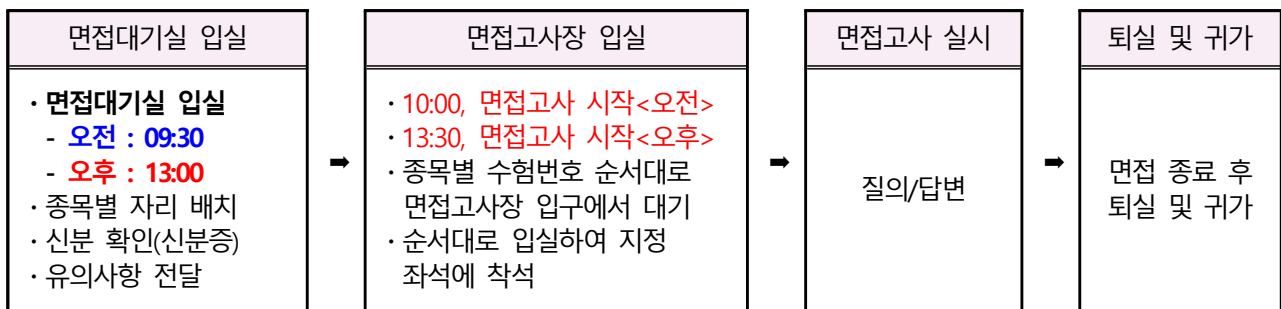 면접대기실 입실
· 면접대기실 입실
- 오전 : 09:30
- 오후 : 13:00
· 종목별 자리 배치
· 신분 확인(신분증)
· 유의사항 전달
➡
면접고사장 입실
· 10:00, 면접고사 시작<오전>
· 13:30, 면접고사 시작<오후>
· 종목별 수험번호 순서대로
면접고사장 입구에서 대기
· 순서대로 입실하여 지정
좌석에 착석
➡
면접고사 실시
질의/답변
➡
퇴실 및 귀가
면접 종료 후
퇴실 및 귀가